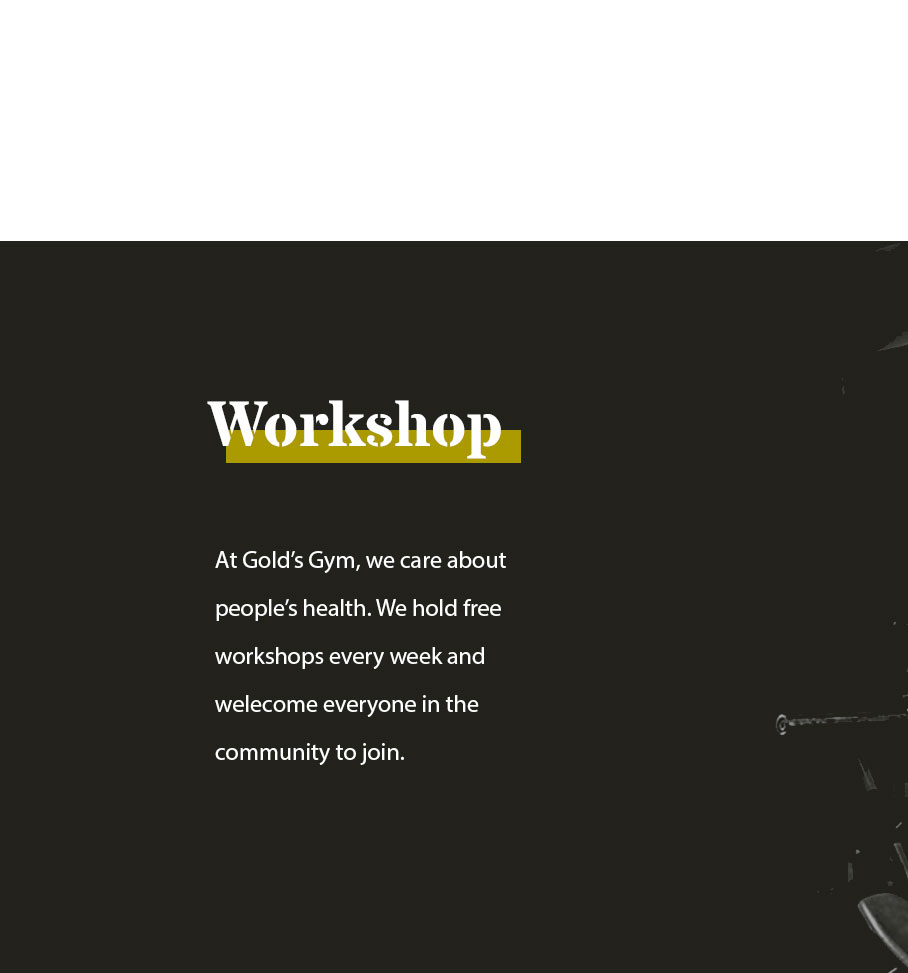 Workshop
At Gold’s Gym, we care about
people’s health. We hold free
workshops every week and
welecome everyone in the
community to join.